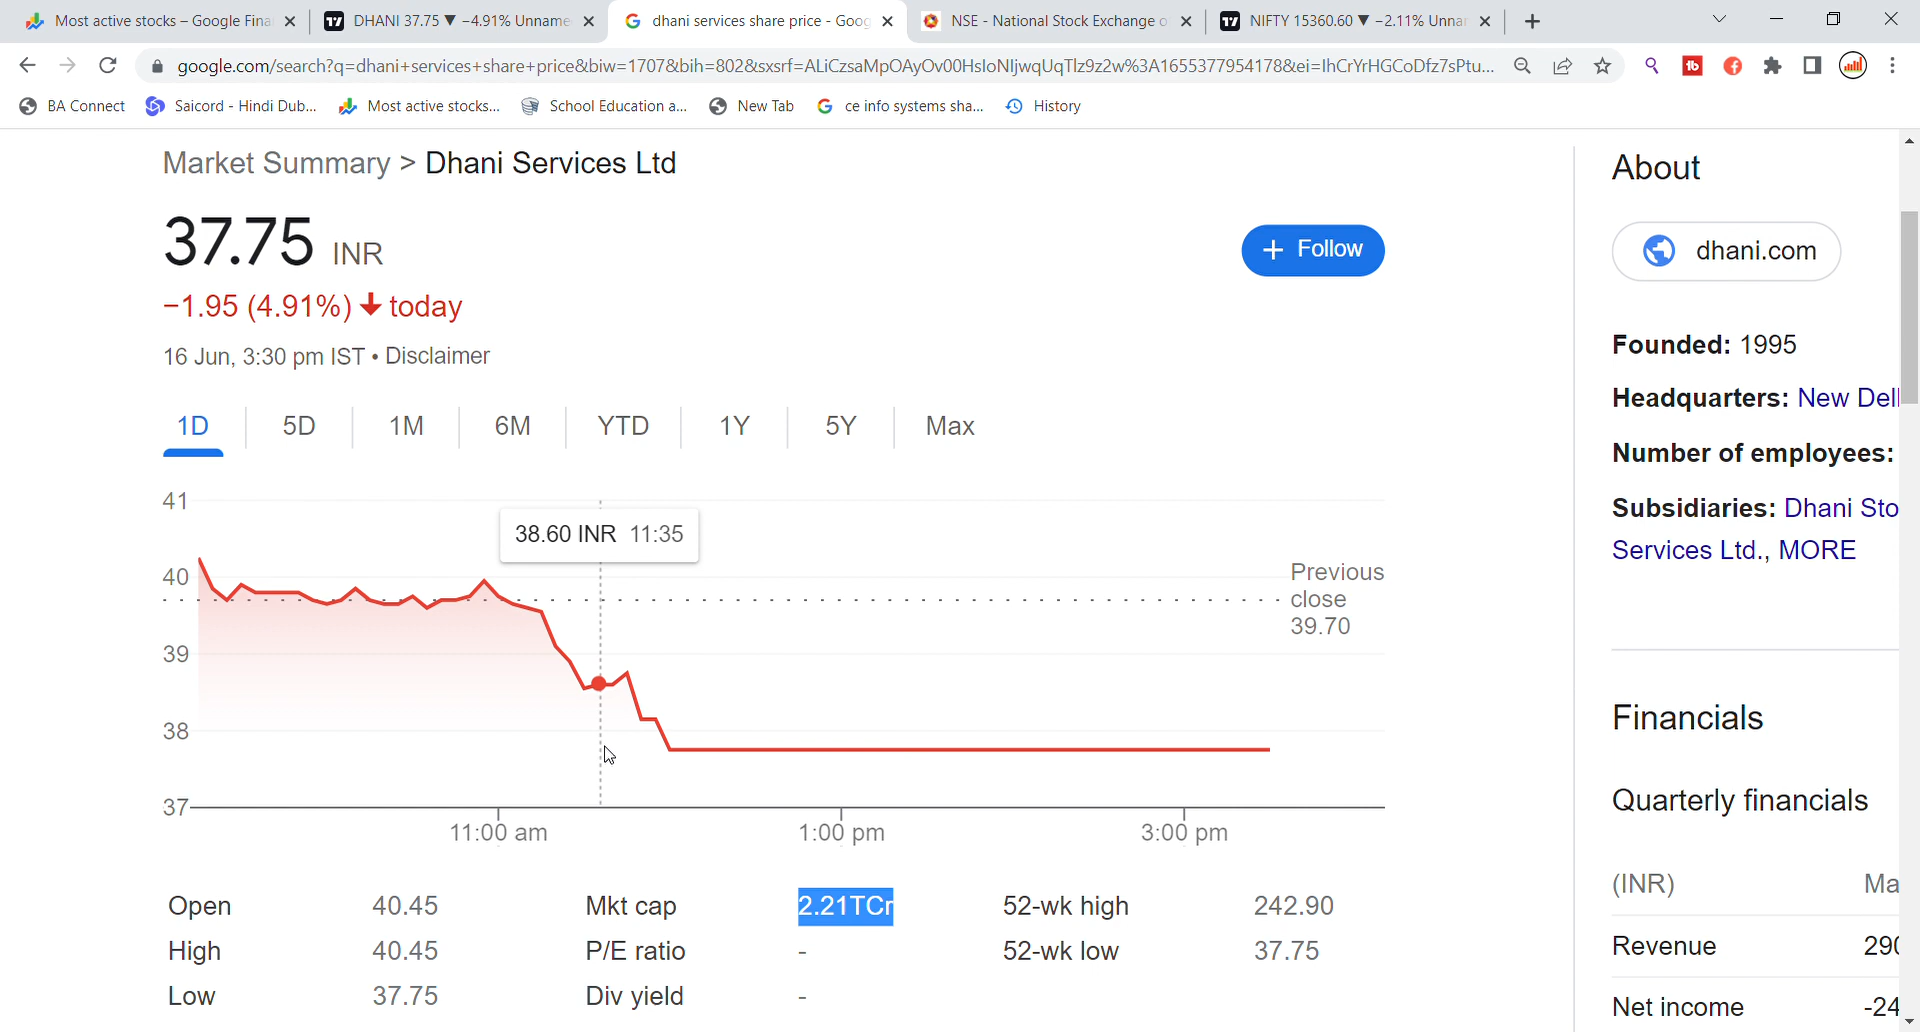 Most active stocks – Google Fina
DHANI 37.75 ▼ −4.91% Unname
dhani services share price - Goog
NSE - National Stock Exchange o
NIFTY 15360.60 ▼ −2.11% Unna
google.com/search?q=dhani+services+share+price&biw=1707&bih=802&sxsrf=ALiCzsaMpOAyOv00HsIoNIjwqUqTlz9z2w%3A1655377954178&ei=IhCrYrHGCoDfz7sPtu...
BA Connect
Saicord - Hindi Dub...
Most active stocks...
School Education a...
New Tab
ce info systems sha...
History
Market Summary > Dhani Services Ltd
37.75 INR
+ Follow
−1.95 (4.91%) ↓ today
16 Jun, 3:30 pm IST • Disclaimer
1D 5D 1M 6M YTD 1Y 5Y Max
41
38.60 INR 11:35
40
Previous
close
39.70
39
38
37
11:00 am 1:00 pm 3:00 pm
Open 40.45 Mkt cap 2.21TCr 52-wk high 242.90
High 40.45 P/E ratio - 52-wk low 37.75
Low 37.75 Div yield -
About
dhani.com
Founded: 1995
Headquarters: New Del
Number of employees:
Subsidiaries: Dhani Sto
Services Ltd., MORE
Financials
Quarterly financials
(INR) Ma
Revenue 290
Net income -24